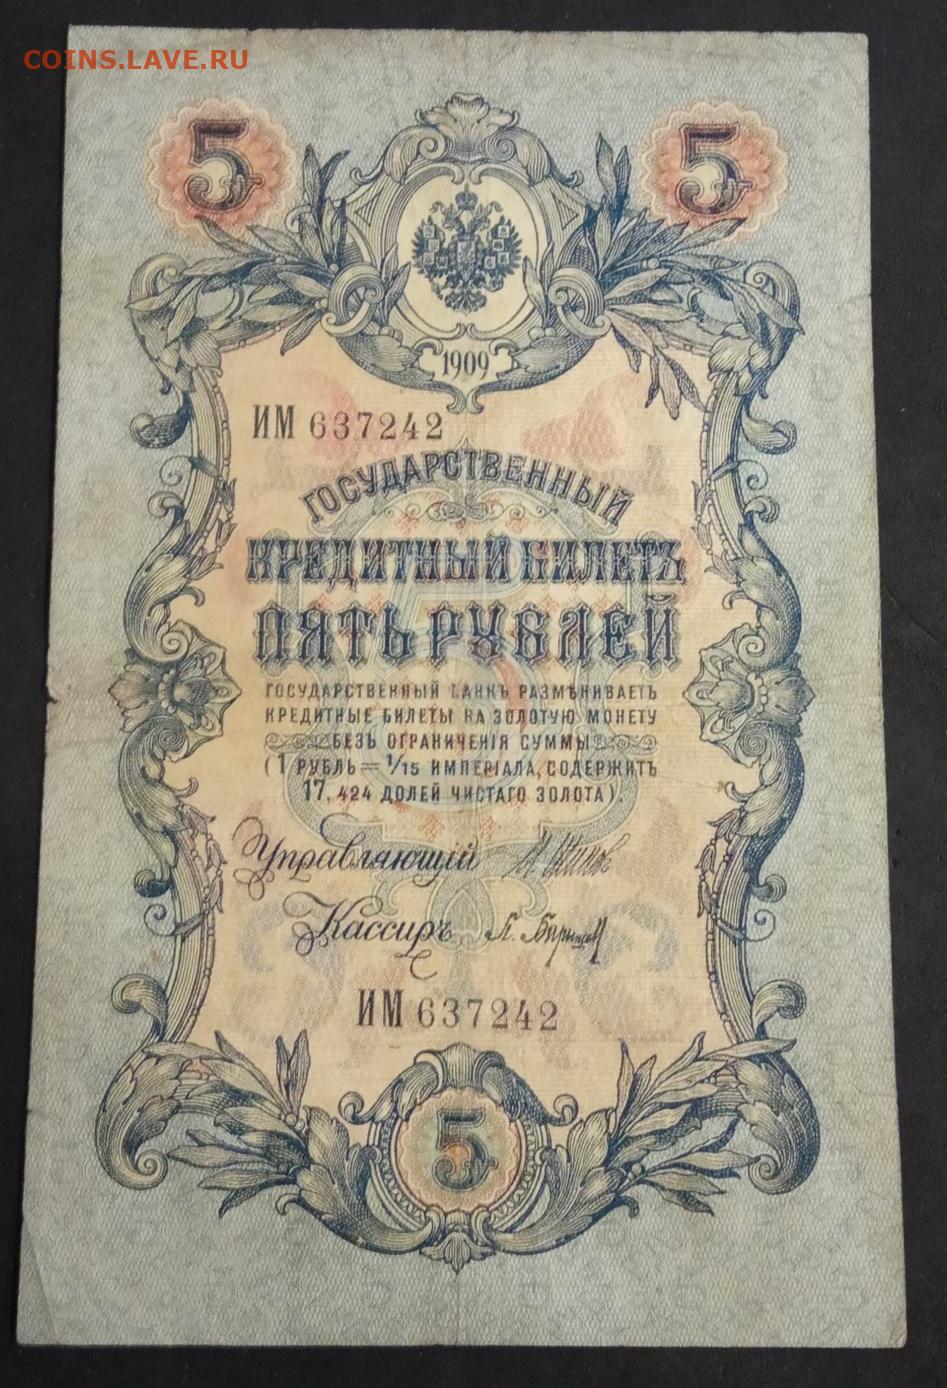 COINS.LAVE.RU
5 5
1909
ИМ 637242
ГОСУДАРСТВЕННЫЙ
КРЕДИТНЫЙ БИЛЕТЪ
ПЯТЬ РУБЛЕЙ
ГОСУДАРСТВЕННЫЙ БАНКЪ РАЗМѢНИВАЕТЪ
КРЕДИТНЫЕ БИЛЕТЫ НА ЗОЛОТУЮ МОНЕТУ
БЕЗЪ ОГРАНИЧЕНІЯ СУММЫ
(1 РУБЛЬ = 1/15 ИМПЕРІАЛА, СОДЕРЖИТЪ
17,424 ДОЛЕЙ ЧИСТАГО ЗОЛОТА).
Управляющій
Кассиръ
ИМ 637242
5